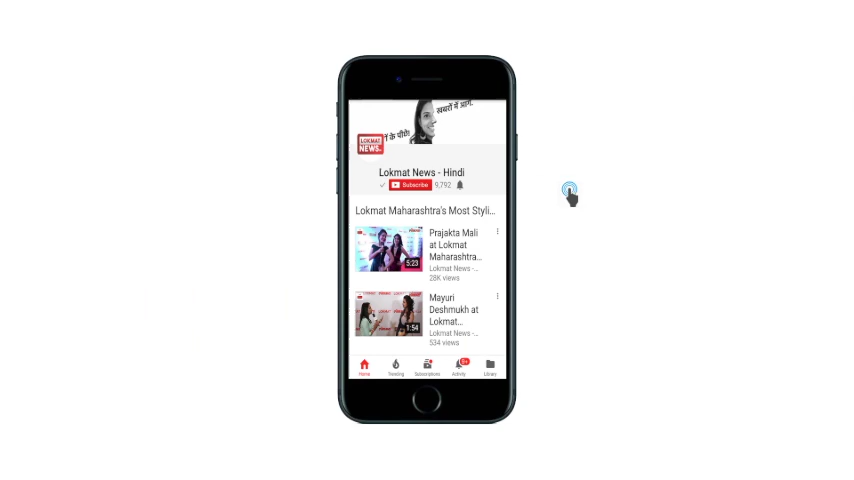 खबरों में आगे,
के पीछे!
LOKMAT
NEWS
Lokmat News - Hindi
Subscribe 9,792
Lokmat Maharashtra's Most Styli...
Prajakta Mali
at Lokmat
Maharashtra...
Lokmat News -...
28K views
5:23
Mayuri
Deshmukh at
Lokmat...
Lokmat News -...
534 views
1:54
Home
Trending
Subscriptions
Activity
Library